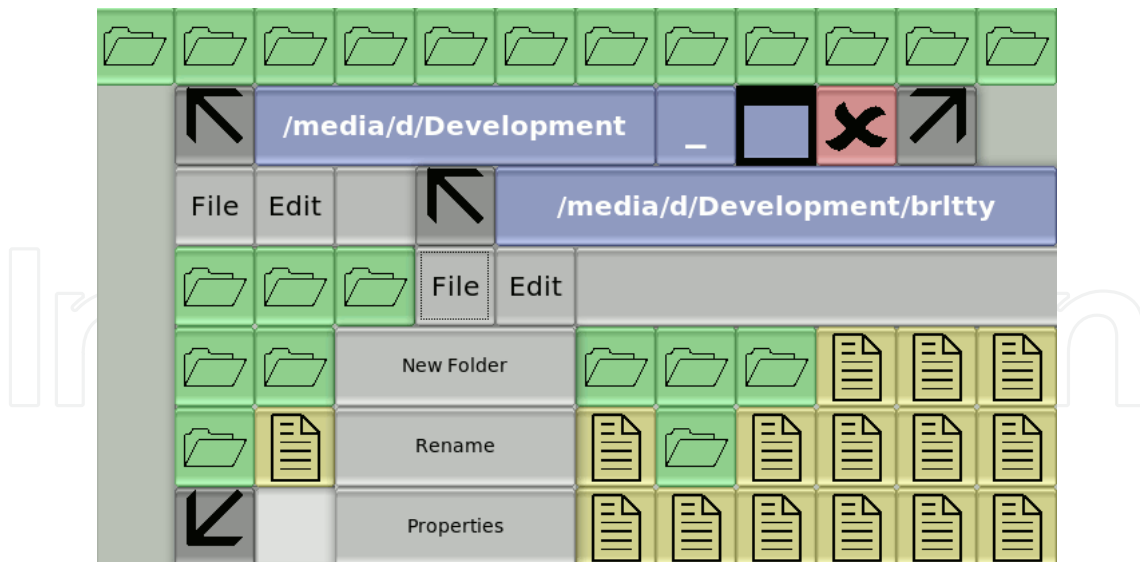 /media/d/Development _
File Edit /media/d/Development/brltty
File Edit
New Folder
Rename
Properties